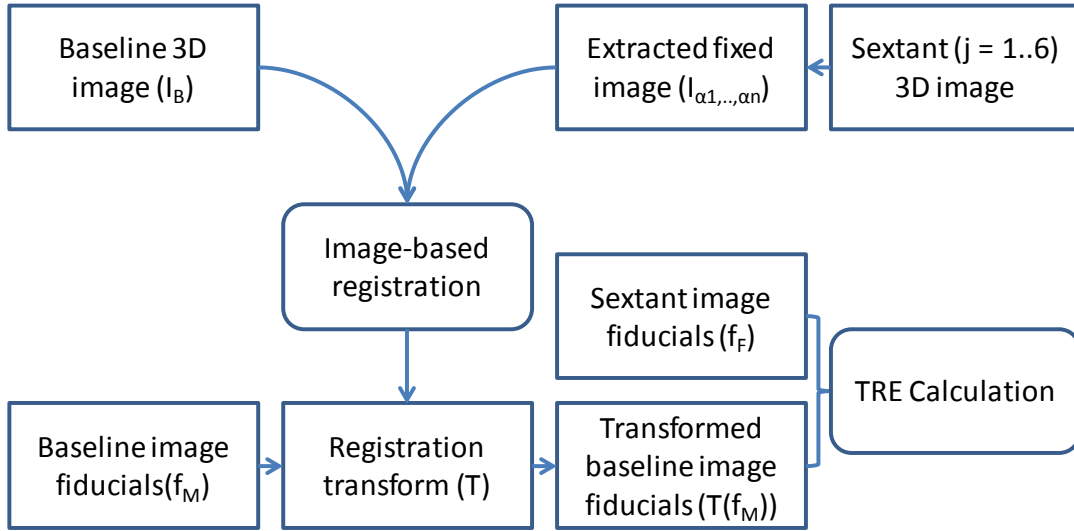 Baseline 3D
image (I_B)
Extracted fixed
image (I_α1,..,αn)
Sextant (j = 1..6)
3D image
Image-based
registration
Sextant image
fiducials (f_F)
TRE Calculation
Baseline image
fiducials(f_M)
Registration
transform (T)
Transformed
baseline image
fiducials (T(f_M))